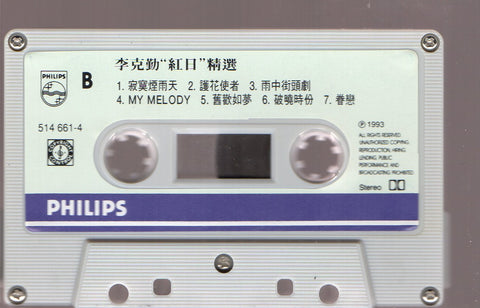 李克勤“紅日”精選
PHILIPS
B
1. 寂寞煙雨天 2. 護花使者 3. 雨中街頭劇
4. MY MELODY 5. 舊歡如夢 6. 破曉時份 7. 眷戀
514 661-4
℗1993
ALL RIGHTS RESERVED
UNAUTHORIZED COPYING
REPRODUCTION, HIRING
LENDING, PUBLIC
PERFORMANCE AND
BROADCASTING PROHIBITED
Stereo
PHILIPS